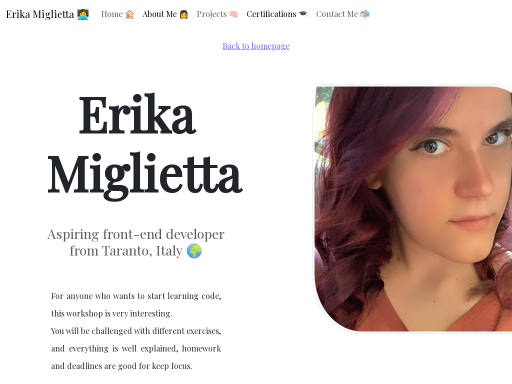 Erika Miglietta 👩‍💻 Home 🏠 About Me 👩 Projects 🧠 Certifications 🎓 Contact Me 📫
Back to homepage
Erika
Miglietta
Aspiring front-end developer
from Taranto, Italy 🌍
For anyone who wants to start learning code,
this workshop is very interesting.
You will be challenged with different exercises,
and everything is well explained, homework
and deadlines are good for keep focus.